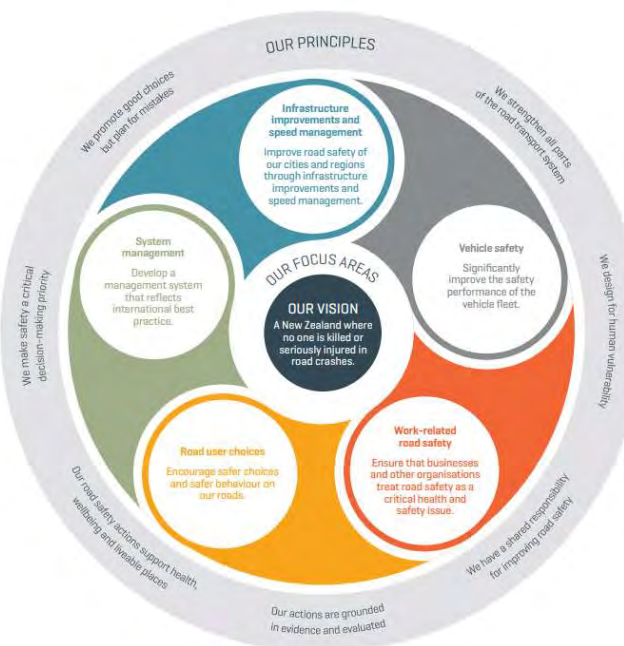 OUR PRINCIPLES
We promote good choices
but plan for mistakes
We strengthen all parts
of the road transport system
Infrastructure
improvements and
speed management
Improve road safety of
our cities and regions
through infrastructure
improvements and
speed management.
System
management
Develop a
management system
that reflects
international best
practice.
OUR FOCUS AREAS
Vehicle safety
Significantly
improve the safety
performance of the
vehicle fleet.
OUR VISION
A New Zealand where
no one is killed or
seriously injured in
road crashes.
We make safety a critical
decision-making priority
We design for human vulnerability
Road user choices
Encourage safer choices
and safer behaviour on
our roads.
Work-related
road safety
Ensure that businesses
and other organisations
treat road safety as a
critical health and
safety issue.
Our road safety actions support health,
wellbeing and liveable places
We have a shared responsibility
for improving road safety
Our actions are grounded
in evidence and evaluated